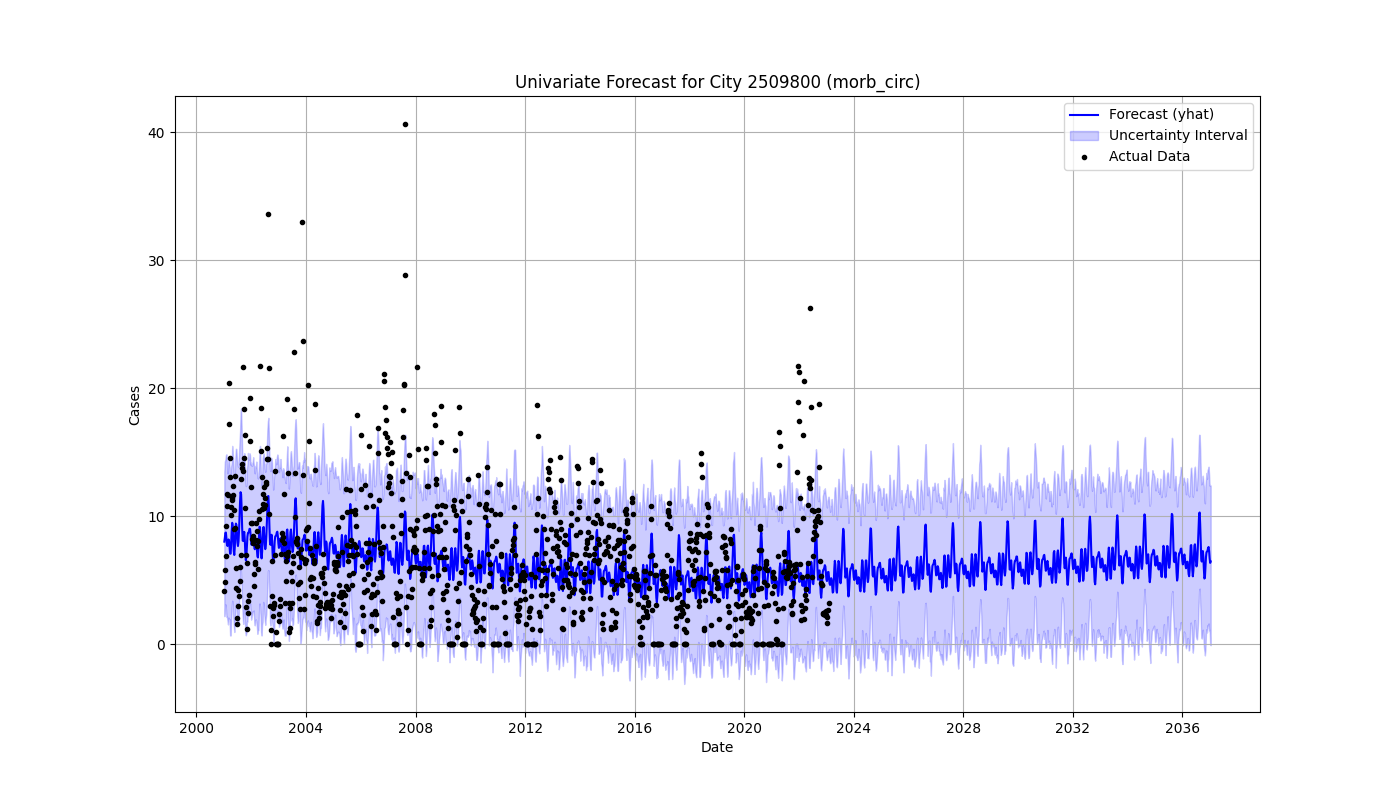 Univariate Forecast for City 2509800 (morb_circ)
Forecast (yhat)
Uncertainty Interval
Actual Data
Cases
40
30
20
10
0
2000 2004 2008 2012 2016 2020 2024 2028 2032 2036
Date